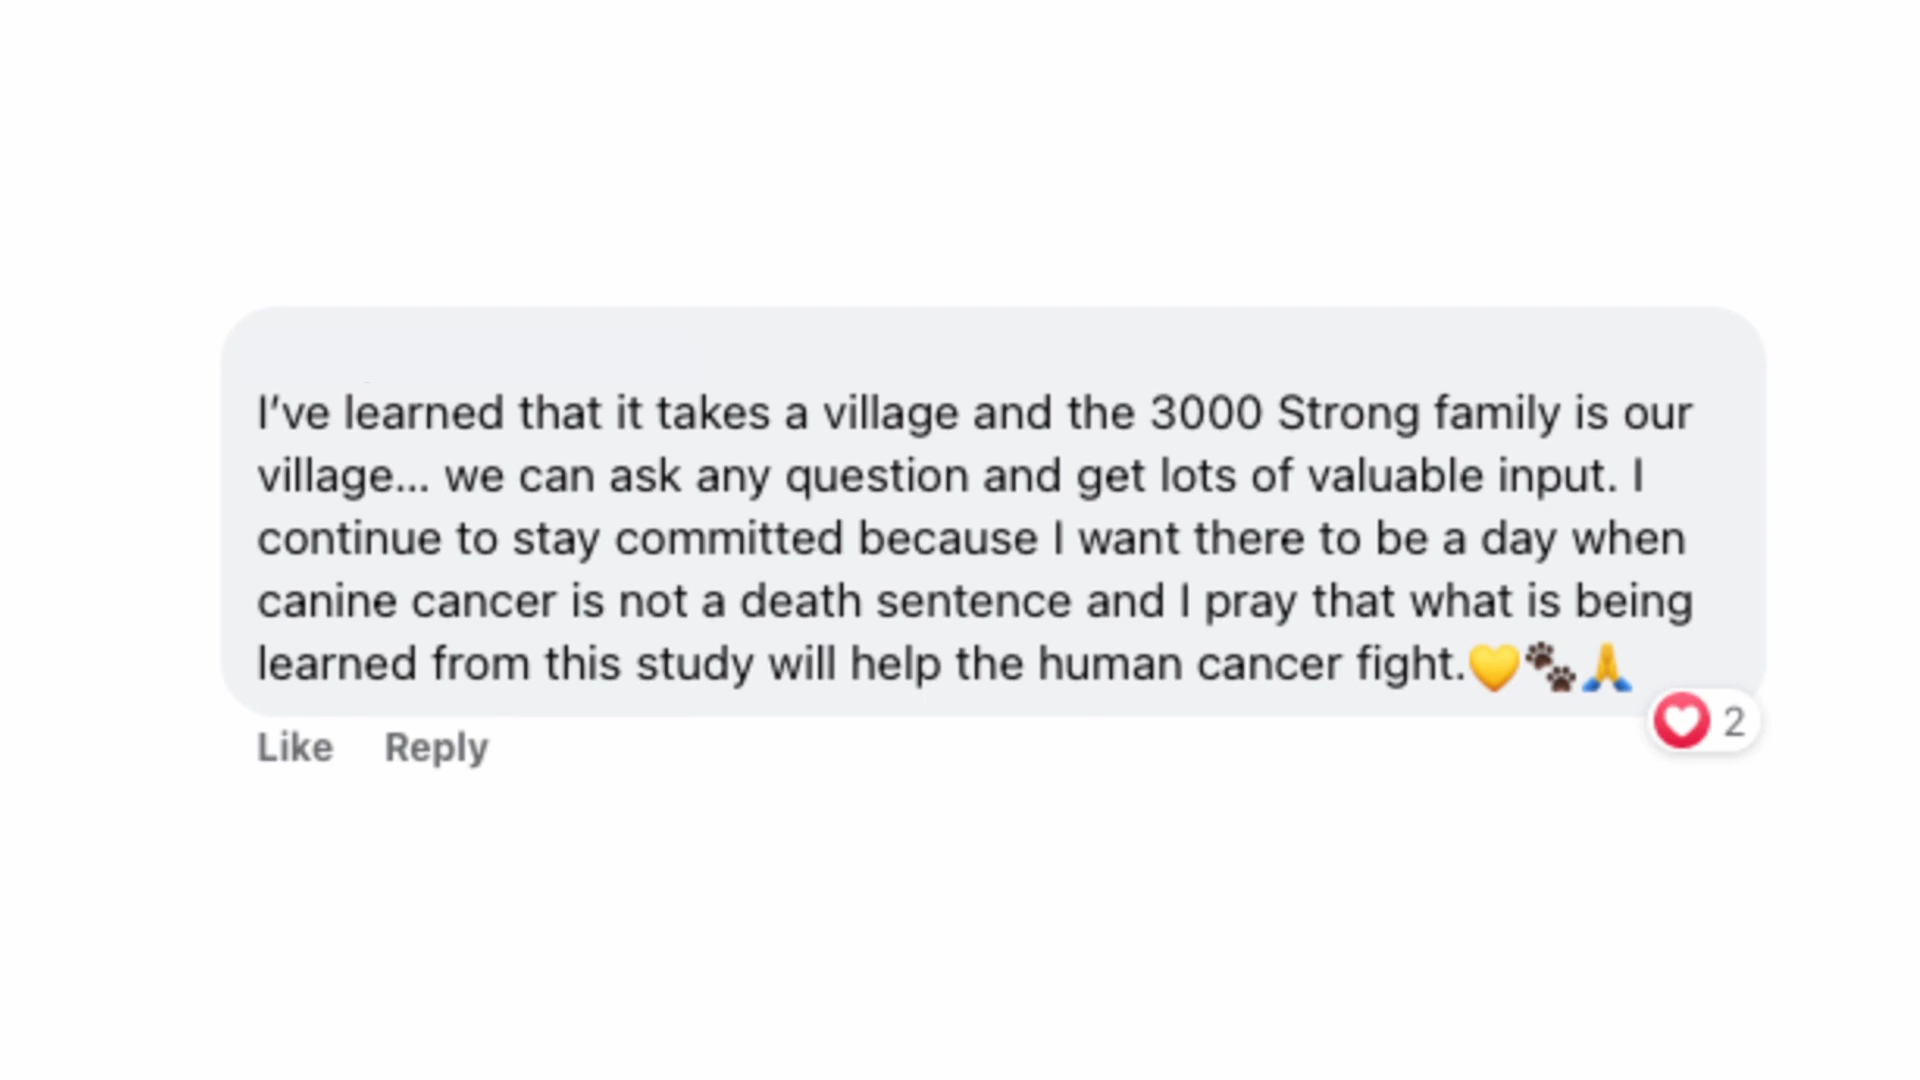 I’ve learned that it takes a village and the 3000 Strong family is our
village... we can ask any question and get lots of valuable input. I
continue to stay committed because I want there to be a day when
canine cancer is not a death sentence and I pray that what is being
learned from this study will help the human cancer fight.💛🐾🙏
2
Like Reply